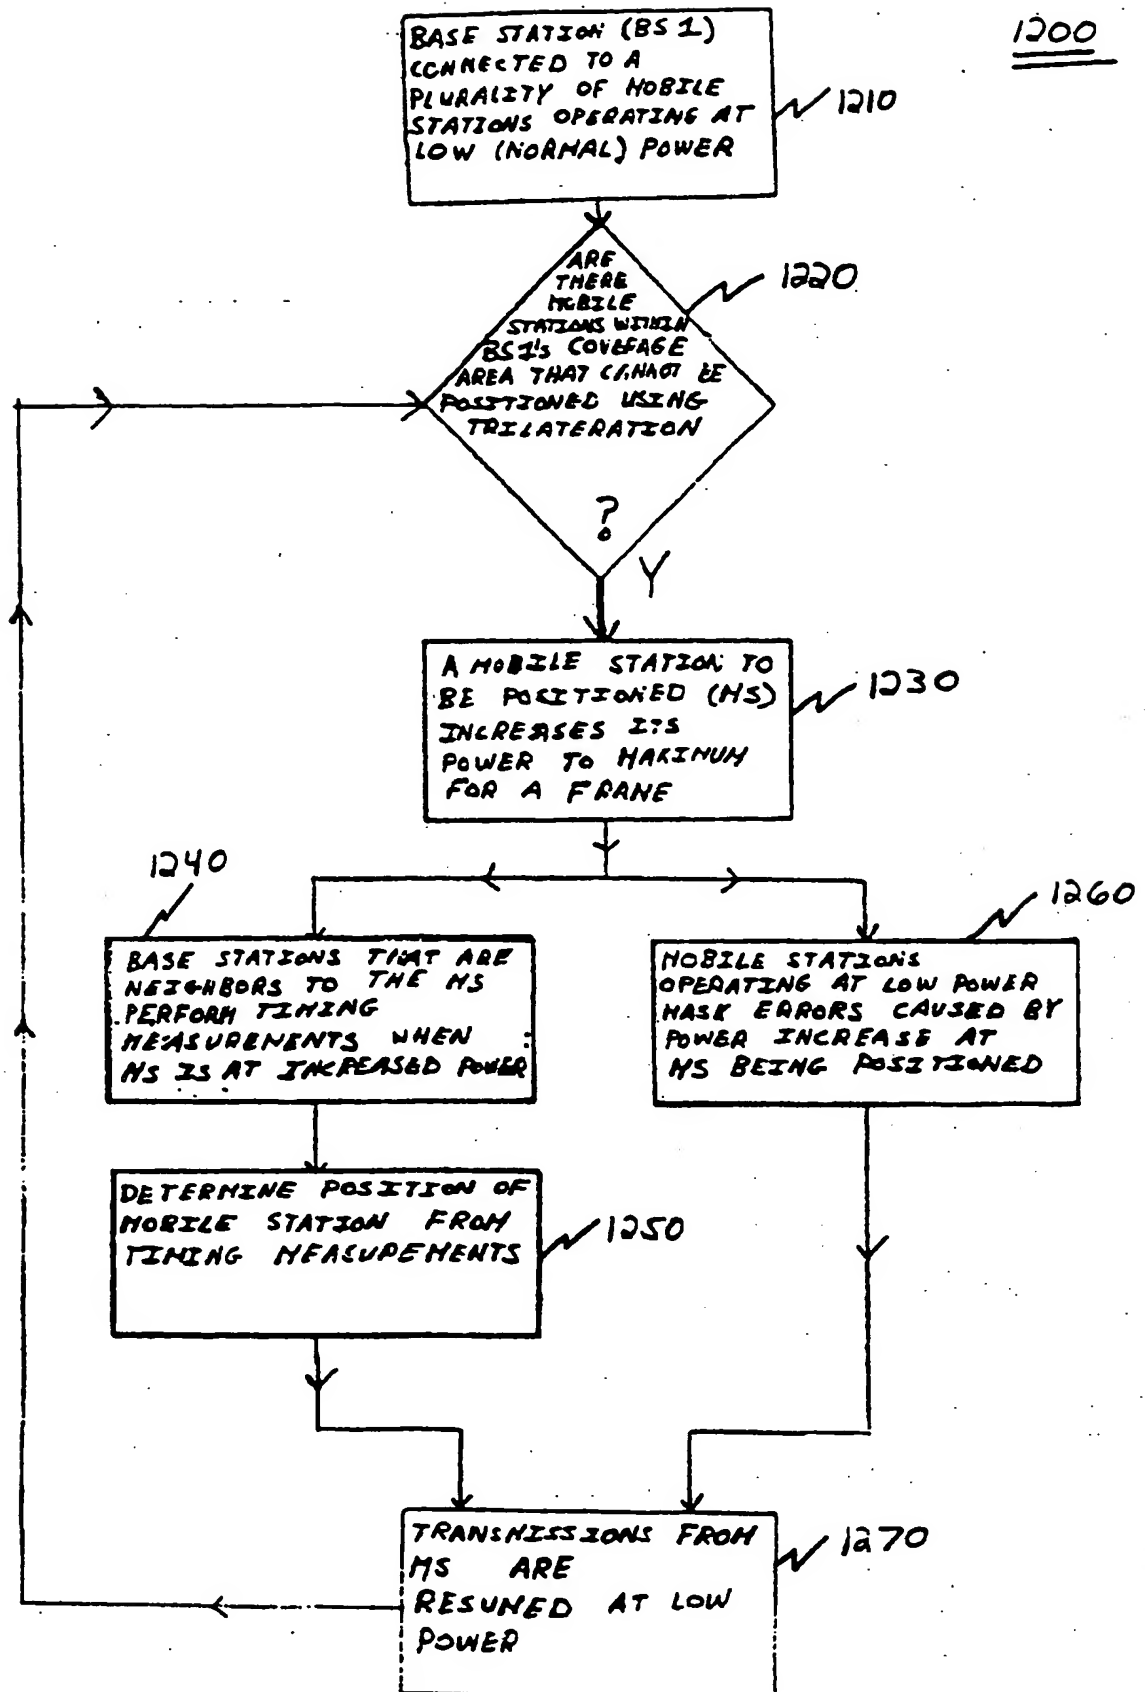 1200
BASE STATION (BS 1)
CONNECTED TO A
PLURALITY OF MOBILE
STATIONS OPERATING AT
LOW (NORMAL) POWER
1210
ARE
THERE
MOBILE
STATIONS WITHIN
BS1's COVERAGE
AREA THAT CANNOT BE
POSITIONED USING
TRILATERATION
?
1220
Y
A MOBILE STATION TO
BE POSITIONED (MS)
INCREASES ITS
POWER TO MAXIMUM
FOR A FRAME
1230
1240
BASE STATIONS THAT ARE
NEIGHBORS TO THE MS
PERFORM TIMING
MEASUREMENTS WHEN
MS IS AT INCREASED POWER
1260
MOBILE STATIONS
OPERATING AT LOW POWER
MASK ERRORS CAUSED BY
POWER INCREASE AT
MS BEING POSITIONED
DETERMINE POSITION OF
MOBILE STATION FROM
TIMING MEASUREMENTS
1250
TRANSMISSIONS FROM
MS ARE
RESUMED AT LOW
POWER
1270